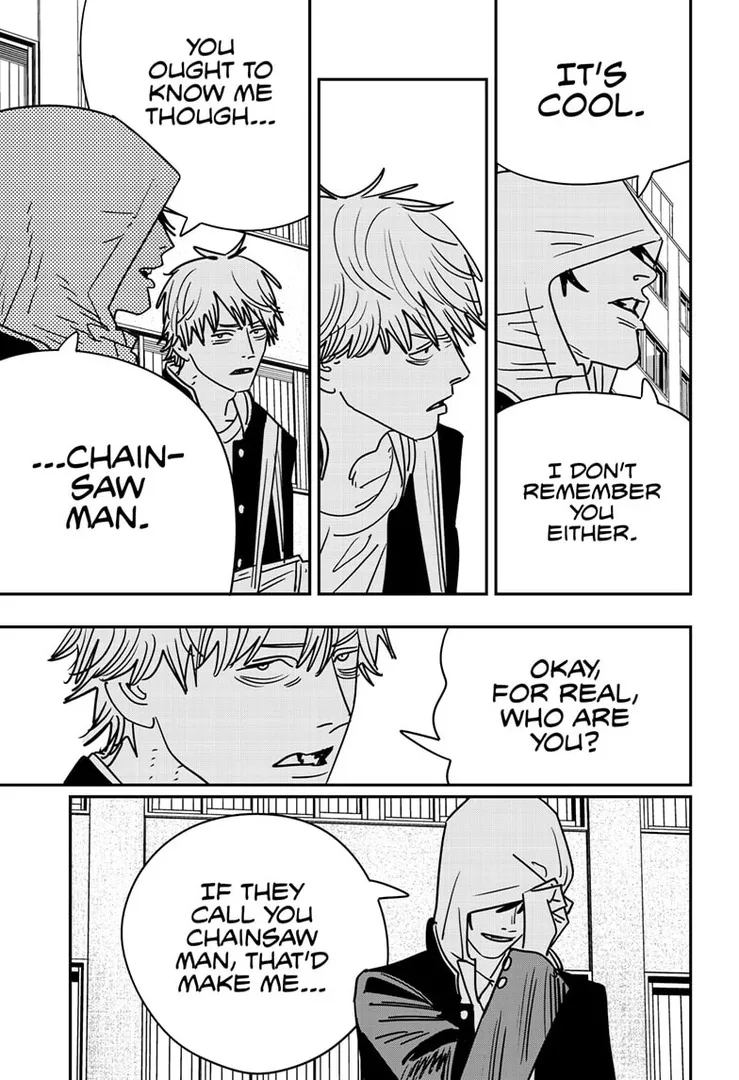 IT'S
COOL.
I DON'T
REMEMBER
YOU
EITHER.
YOU
OUGHT TO
KNOW ME
THOUGH...
...CHAIN-
SAW
MAN.
OKAY,
FOR REAL,
WHO ARE
YOU?
IF THEY
CALL YOU
CHAINSAW
MAN, THAT'D
MAKE ME...